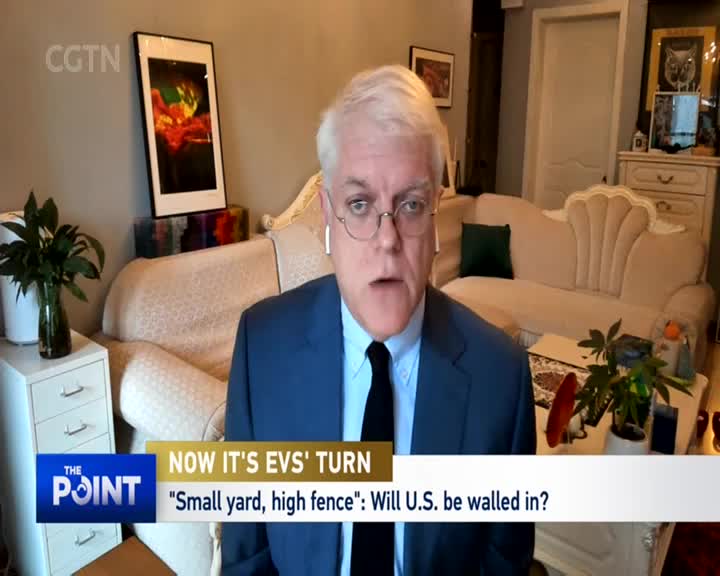 CGTN
THE
POINT
NOW IT'S EVS' TURN
"Small yard, high fence": Will U.S. be walled in?